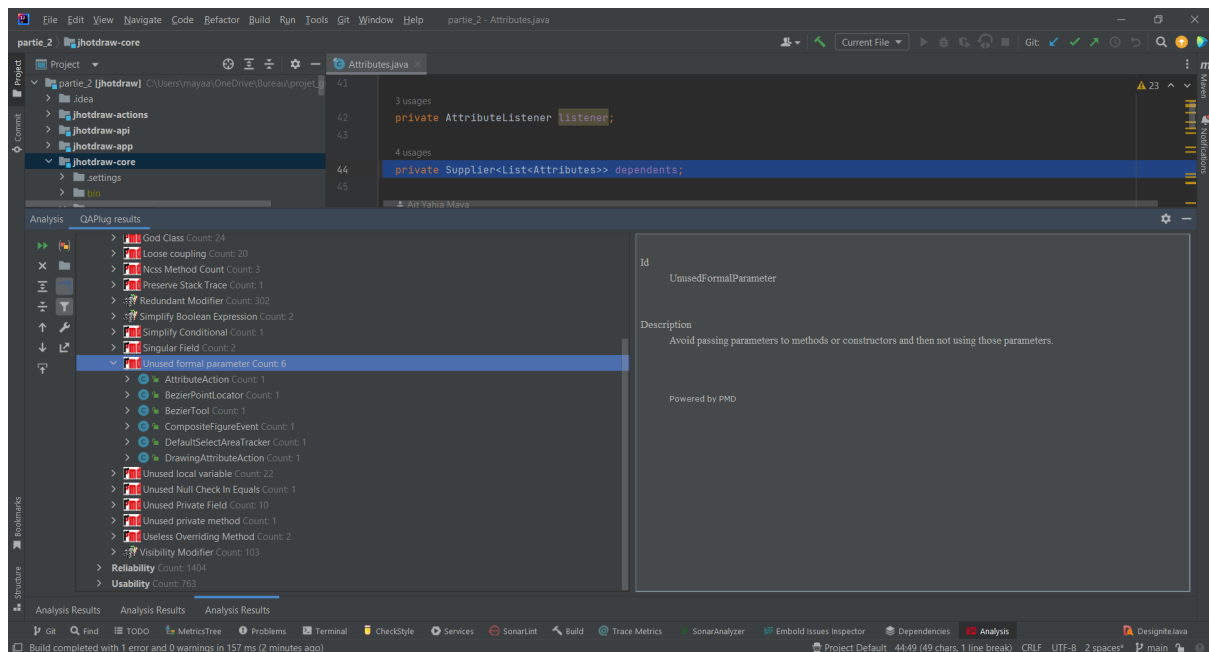 File Edit View Navigate Code Refactor Build Run Tools Git Window Help partie_2 - Attributes.java
partie_2 jhotdraw-core Current File Git:
Project Attributes.java
partie_2 [jhotdraw] C:\Users\mayaa\OneDrive\Bureau\projet_g 41 23
.idea 3 usages
jhotdraw-actions 42 private AttributeListener listener;
jhotdraw-api 43
jhotdraw-app 4 usages
jhotdraw-core 44 private Supplier<List<Attributes>> dependents;
.settings 45
bin
Ait Yahia Maya
Analysis QAPlug results
God Class Count: 24
Loose coupling Count: 20
Ncss Method Count Count: 3
Preserve Stack Trace Count: 1
Redundant Modifier Count: 302
Simplify Boolean Expression Count: 2
Simplify Conditional Count: 1
Singular Field Count: 2
Unused formal parameter Count: 6
AttributeAction Count: 1
BezierPointLocator Count: 1
BezierTool Count: 1
CompositeFigureEvent Count: 1
DefaultSelectAreaTracker Count: 1
DrawingAttributeAction Count: 1
Unused local variable Count: 22
Unused Null Check In Equals Count: 1
Unused Private Field Count: 10
Unused private method Count: 1
Useless Overriding Method Count: 2
Visibility Modifier Count: 103
Reliability Count: 1404
Usability Count: 763
Id
UnusedFormalParameter
Description
Avoid passing parameters to methods or constructors and then not using those parameters.
Powered by PMD
Project
Commit
Bookmarks
Structure
Maven
Notifications
Analysis Results Analysis Results Analysis Results
Git Find TODO MetricsTree Problems Terminal CheckStyle Services SonarLint Build Trace Metrics SonarAnalyzer Embold Issues Inspector Dependencies Analysis DesigniteJava
Build completed with 1 error and 0 warnings in 157 ms (2 minutes ago) Project Default 44:49 (49 chars, 1 line break) CRLF UTF-8 2 spaces* main